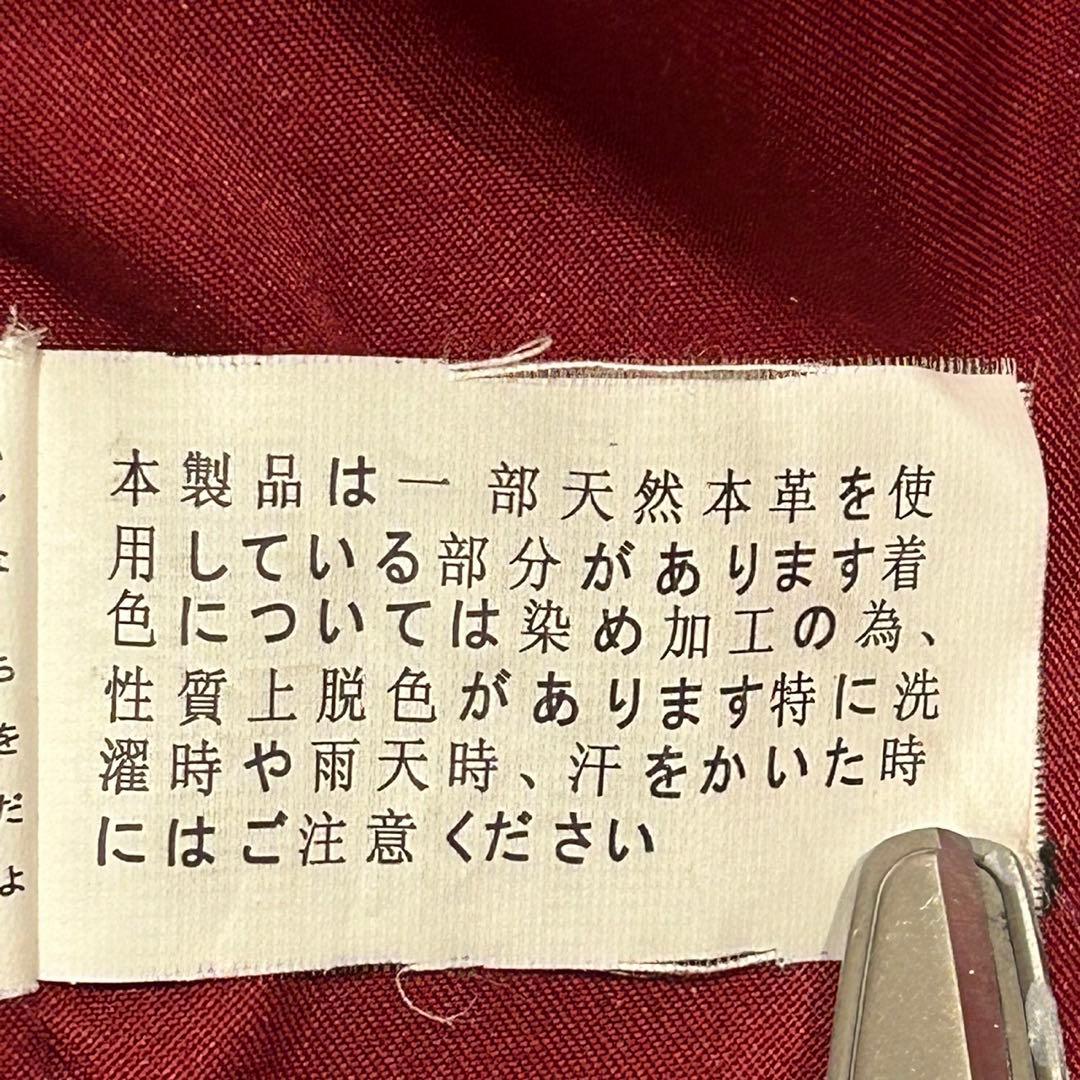 本製品は一部天然本革を使
用している部分があります着
色については染め加工の為、
性質上脱色があります特に洗
濯時や雨天時、汗をかいた時
にはご注意ください